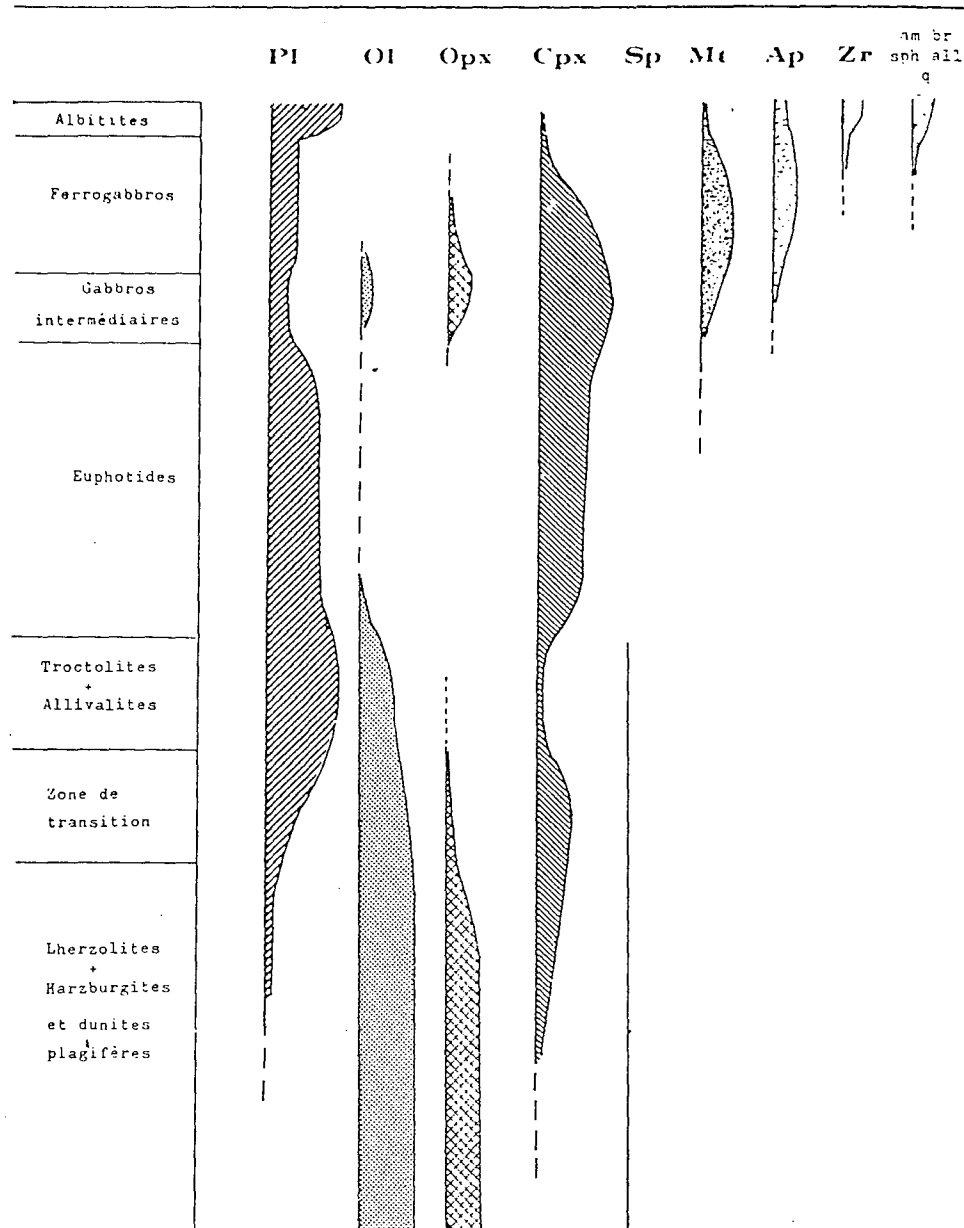 Pl Ol Opx Cpx Sp Mt Ap Zr
am br
sph all
q
Albitites
Ferrogabbros
Gabbros
intermédiaires
Euphotides
Troctolites
+
Allivalites
Zone de
transition
Lherzolites
+
Harzburgites
et dunites
plagifères